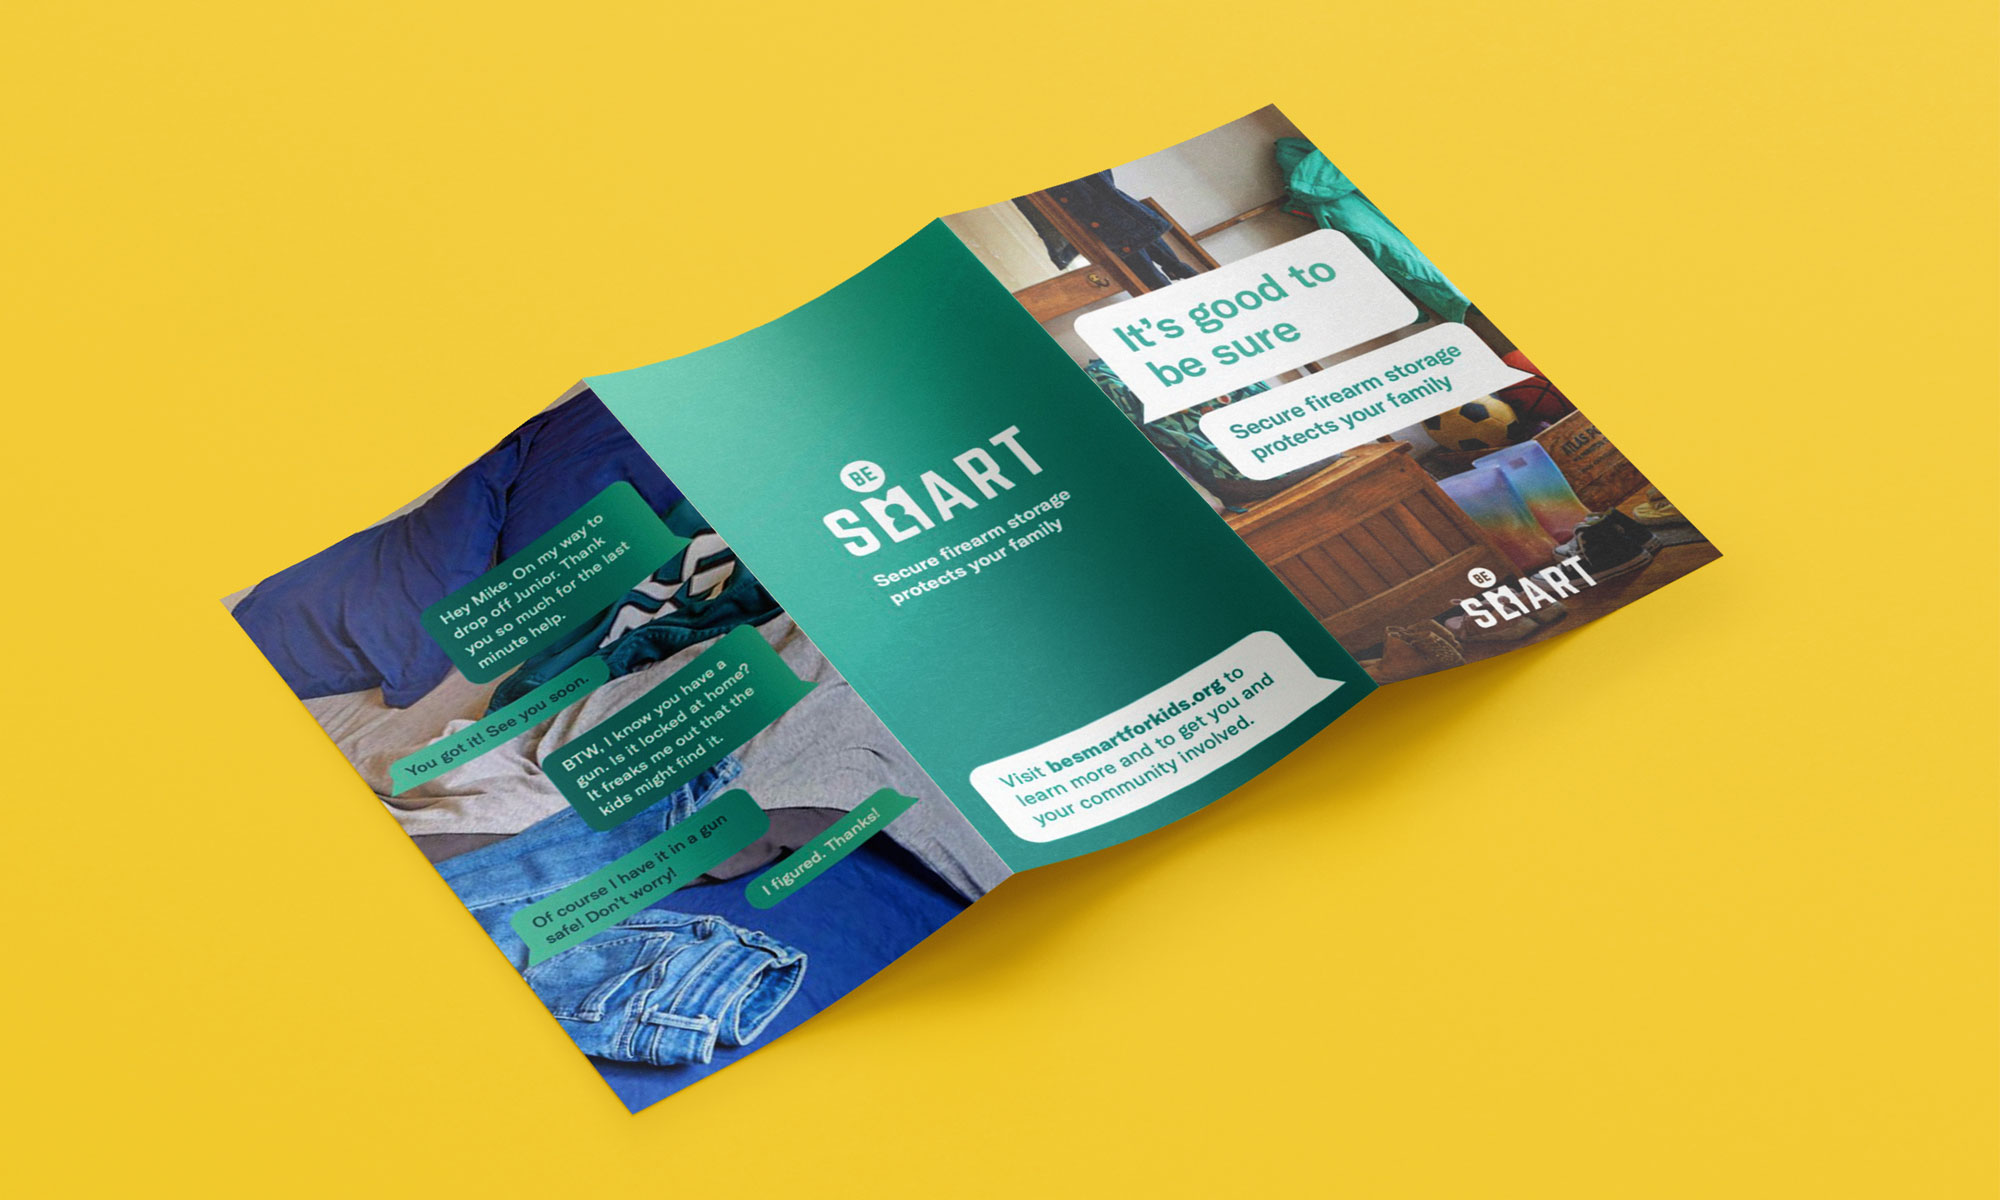 Hey Mike. On my way to
drop off Junior. Thank
you so much for the last
minute help.
You got it! See you soon.
BTW, I know you have a
gun. Is it locked at home?
It freaks me out that the
kids might find it.
Of course I have it in a gun
safe! Don't worry!
I figured. Thanks!
BE
SMART
Secure firearm storage
protects your family
Visit besmartforkids.org to
learn more and to get you and
your community involved.
It's good to
be sure
Secure firearm storage
protects your family
BE
SMART